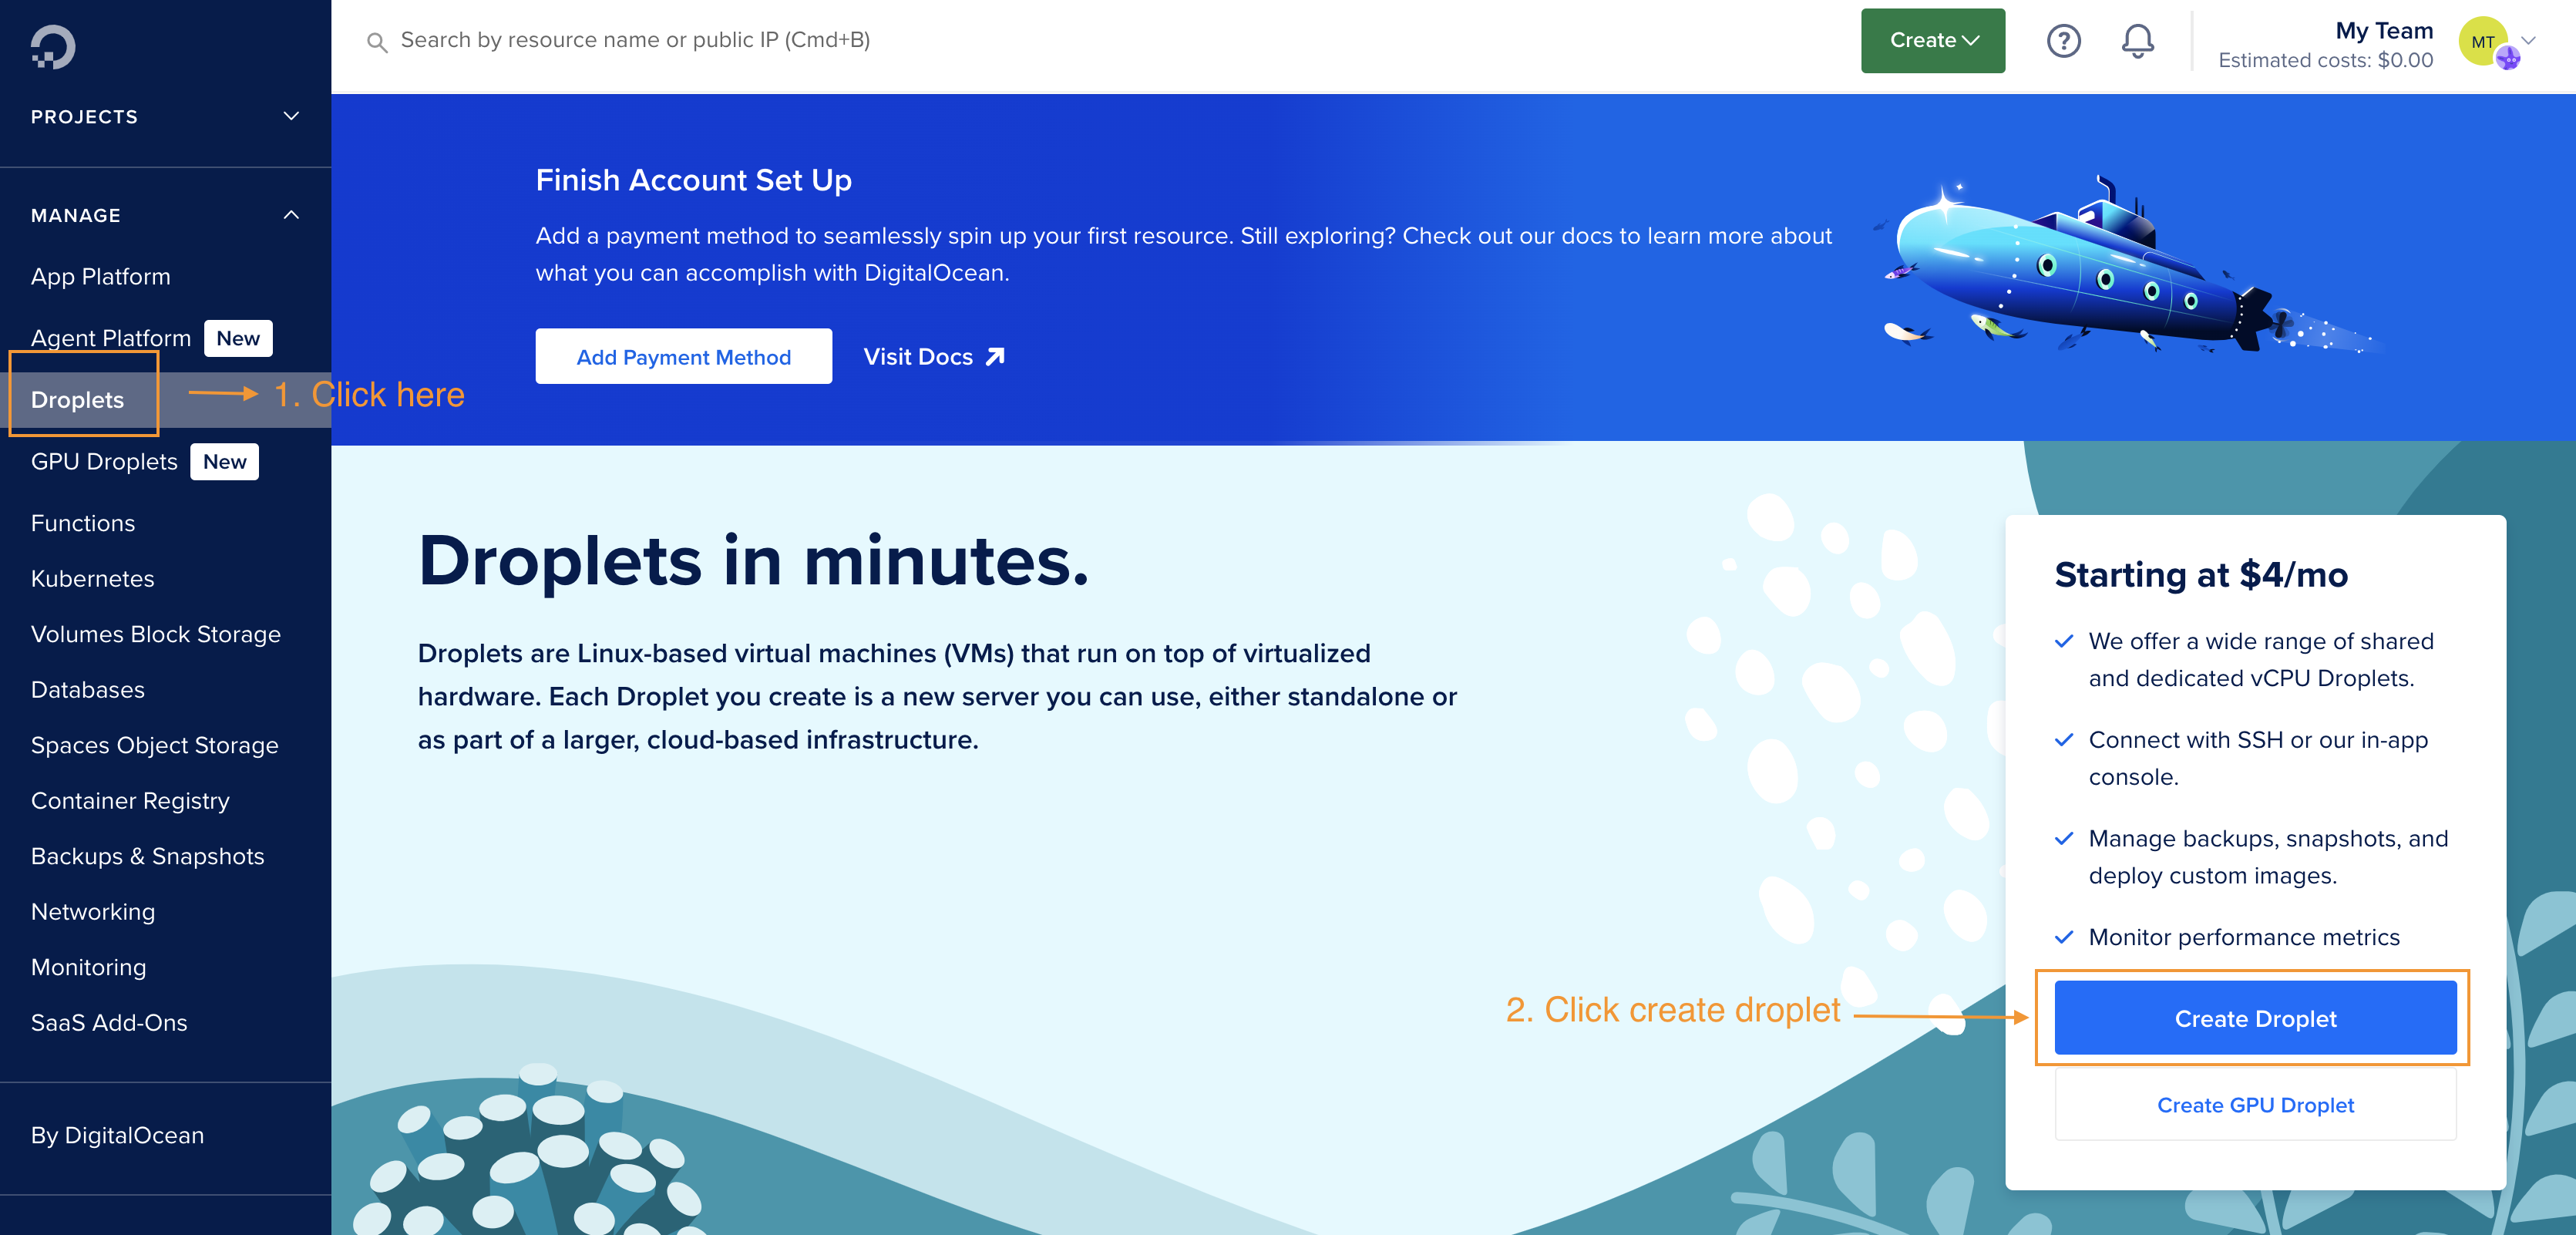 Search by resource name or public IP (Cmd+B)
Create
My Team
Estimated costs: $0.00
MT
PROJECTS
MANAGE
App Platform
Agent Platform New
Droplets
1. Click here
GPU Droplets New
Functions
Kubernetes
Volumes Block Storage
Databases
Spaces Object Storage
Container Registry
Backups & Snapshots
Networking
Monitoring
SaaS Add-Ons
By DigitalOcean
Finish Account Set Up
Add a payment method to seamlessly spin up your first resource. Still exploring? Check out our docs to learn more about
what you can accomplish with DigitalOcean.
Add Payment Method
Visit Docs
Droplets in minutes.
Droplets are Linux-based virtual machines (VMs) that run on top of virtualized
hardware. Each Droplet you create is a new server you can use, either standalone or
as part of a larger, cloud-based infrastructure.
Starting at $4/mo
We offer a wide range of shared
and dedicated vCPU Droplets.
Connect with SSH or our in-app
console.
Manage backups, snapshots, and
deploy custom images.
Monitor performance metrics
2. Click create droplet
Create Droplet
Create GPU Droplet